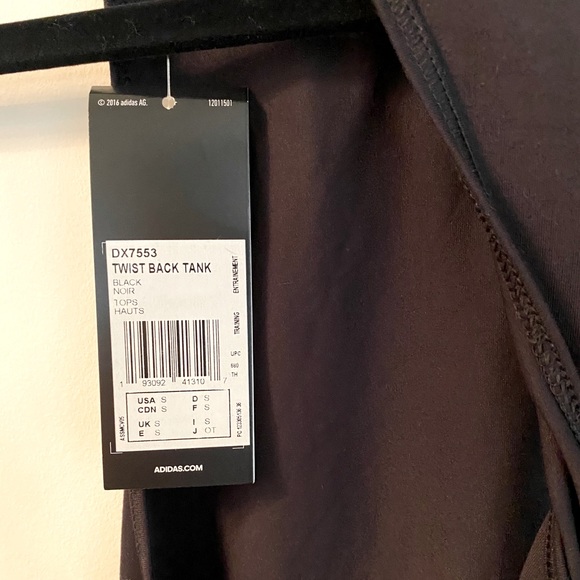 © 2016 adidas AG.
12011501
DX7553
TWIST BACK TANK
BLACK
NOIR
TOPS
HAUTS
ENTRAINEMENT
TRAINING
UPC
TH
1 93092 41310 7
USA S D S
CDN S F S
UK S I S
E S J OT
ADIDAS.COM